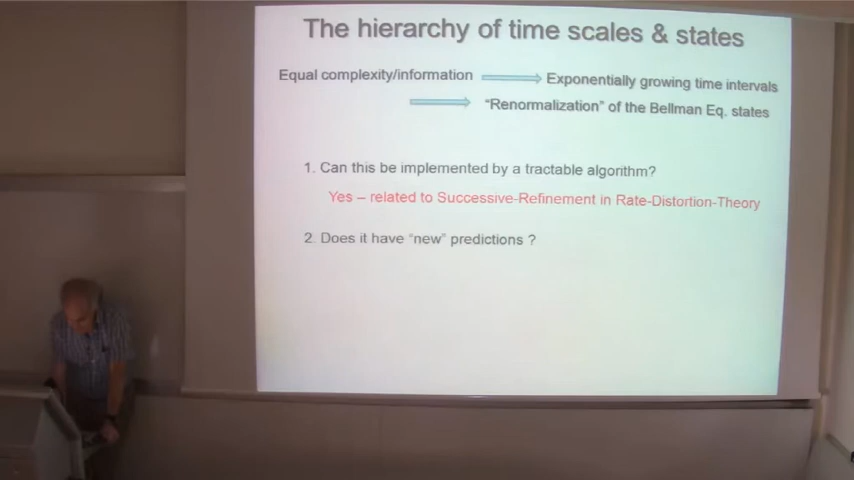 The hierarchy of time scales & states
Equal complexity/information Exponentially growing time intervals
"Renormalization" of the Bellman Eq. states
1. Can this be implemented by a tractable algorithm?
Yes – related to Successive-Refinement in Rate-Distortion-Theory
2. Does it have "new" predictions ?